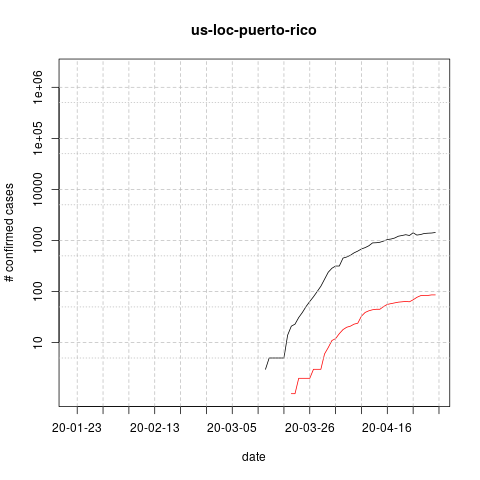 us-loc-puerto-rico
# confirmed cases
1e+06
1e+05
10000
1000
100
10
20-01-23 20-02-13 20-03-05 20-03-26 20-04-16
date